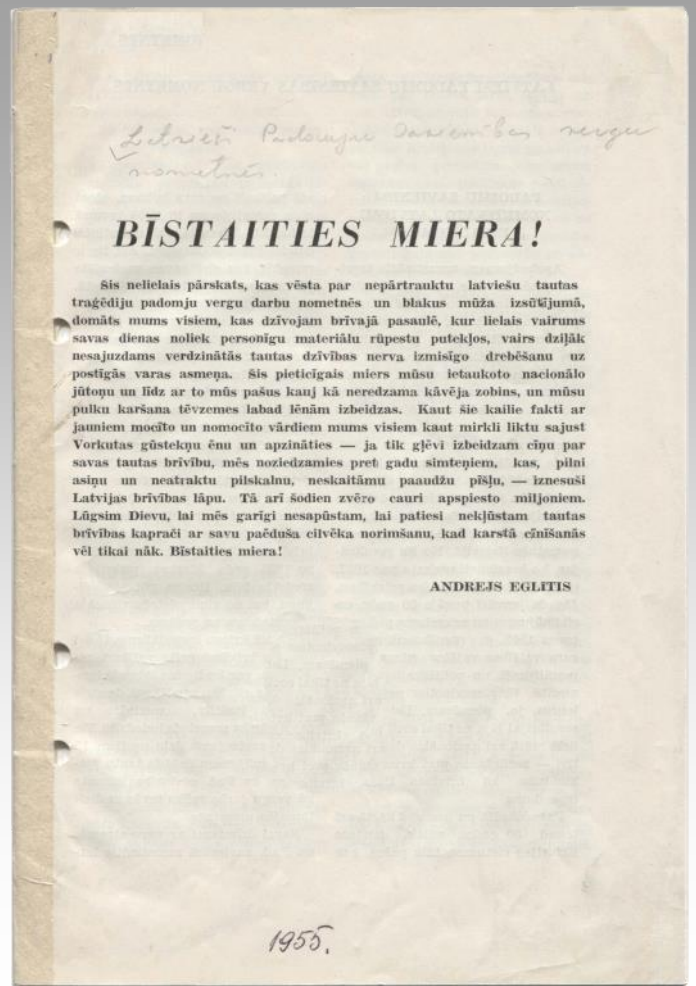 Latvieši Padomju Savienības vergu
nometnēs.
BĪSTAITIES MIERA!
Šis nelielais pārskats, kas vēsta par nepārtrauktu latviešu tautas
traģēdiju padomju vergu darbu nometnēs un blakus mūža izsūtījumā,
domāts mums visiem, kas dzīvojam brīvajā pasaulē, kur lielais vairums
savas dienas noliek personīgu materiālu rūpestu putekļos, vairs dziļāk
nesajuzdams verdzinātās tautas dzīvības nerva izmisīgo drebēšanu uz
postīgās varas asmeņa. Šis pieticīgais miers mūsu ietaukoto nacionālo
jūtoņu un līdz ar to mūs pašus kauj kā neredzama kāvēja zobins, un mūsu
pulku karšana tēvzemes labad lēnām izbeidzas. Kaut šie kailie fakti ar
jauniem mocīto un nomocīto vārdiem mums visiem kaut mirkli liktu sajust
Vorkutas gūstekņu ēnu un apzināties — ja tik gļēvi izbeidzam cīņu par
savas tautas brīvību, mēs noziedzamies pret gadu simteņiem, kas, pilni
asiņu un neatraktu pilskalnu, neskaitāmu paaudžu pīšļu, — iznesuši
Latvijas brīvības lāpu. Tā arī šodien zvēro cauri apspiesto miljoniem.
Lūgsim Dievu, lai mēs garīgi nesapūstam, lai patiesi nekļūstam tautas
brīvības kaprači ar savu paēduša cilvēka norimšanu, kad karstā cīnīšanās
vēl tikai nāk. Bīstaities miera!
ANDREJS EGLĪTIS
1955.